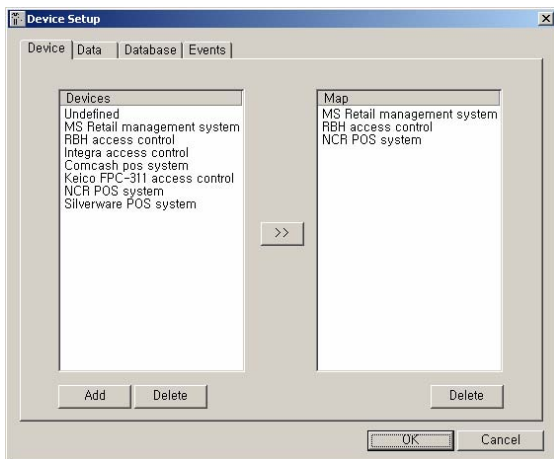 Device Setup
Device Data Database Events
Devices
Undefined
MS Retail management system
RBH access control
Integra access control
Comcash pos system
Keico FPC-311 access control
NCR POS system
Silverware POS system
>>
Map
MS Retail management system
RBH access control
NCR POS system
Add Delete
Delete
OK Cancel